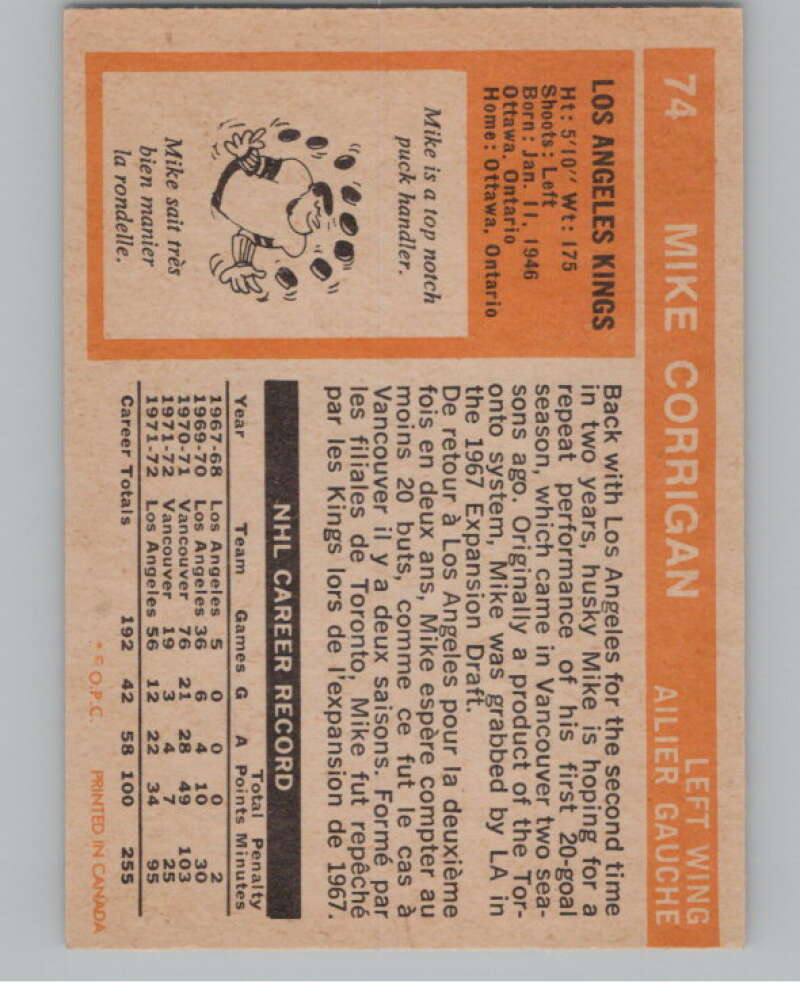 74 MIKE CORRIGAN
LEFT WING
AILIER GAUCHE
LOS ANGELES KINGS
Ht: 5'10" Wt: 175
Shoots: Left
Born: Jan. 11, 1946
Ottawa, Ontario
Home: Ottawa, Ontario
Mike is a top notch
puck handler.
Mike sait très
bien manier
la rondelle.
Back with Los Angeles for the second time
in two years, husky Mike is hoping for a
repeat performance of his first 20-goal
season, which came in Vancouver two sea-
sons ago. Originally a product of the Tor-
onto system, Mike was grabbed by LA in
the 1967 Expansion Draft.
De retour à Los Angeles pour la deuxième
fois en deux ans, Mike espère compter au
moins 20 buts, comme ce fut le cas à
Vancouver il y a deux saisons. Formé par
les filiales de Toronto, Mike fut repêché
par les Kings lors de l'expansion de 1967.
NHL CAREER RECORD
Total Penalty
Year Team Games G A Points Minutes
1967-68 Los Angeles 5 0 0 0 2
1969-70 Los Angeles 36 6 4 10 30
1970-71 Vancouver 76 21 28 49 103
1971-72 Vancouver 19 3 4 7 25
1971-72 Los Angeles 56 12 22 34 95
Career Totals 192 42 58 100 255
* © O.P.C. PRINTED IN CANADA